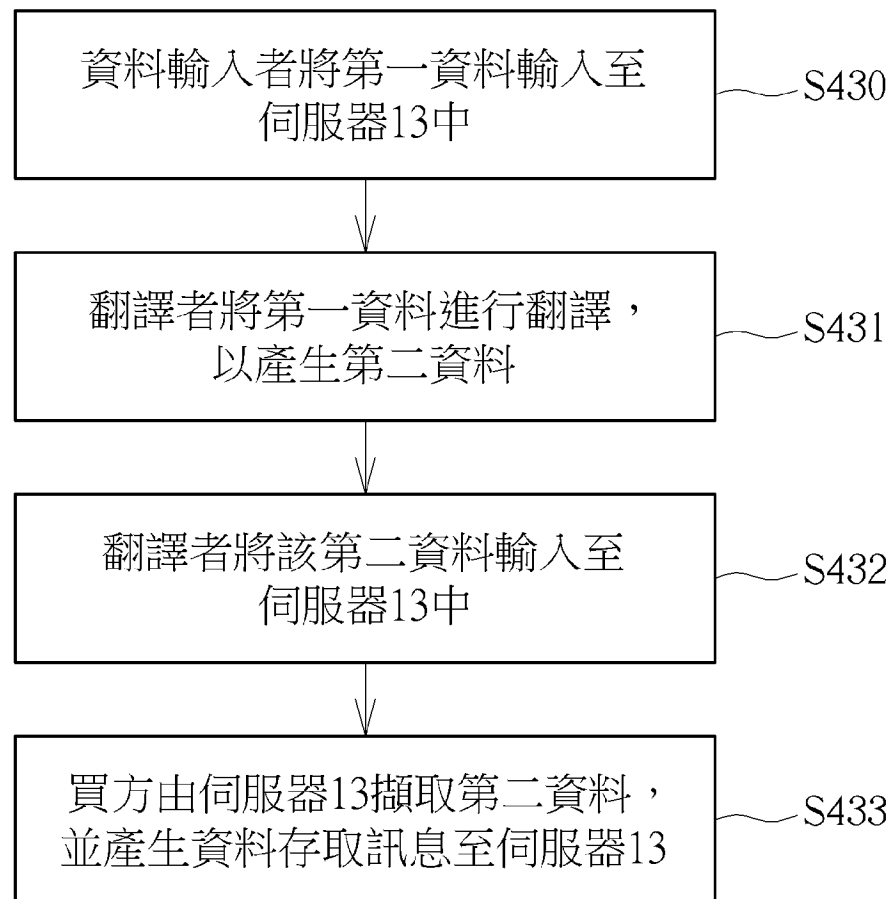 資料輸入者將第一資料輸入至
伺服器13中
S430
翻譯者將第一資料進行翻譯，
以產生第二資料
S431
翻譯者將該第二資料輸入至
伺服器13中
S432
買方由伺服器13擷取第二資料，
並產生資料存取訊息至伺服器13
S433